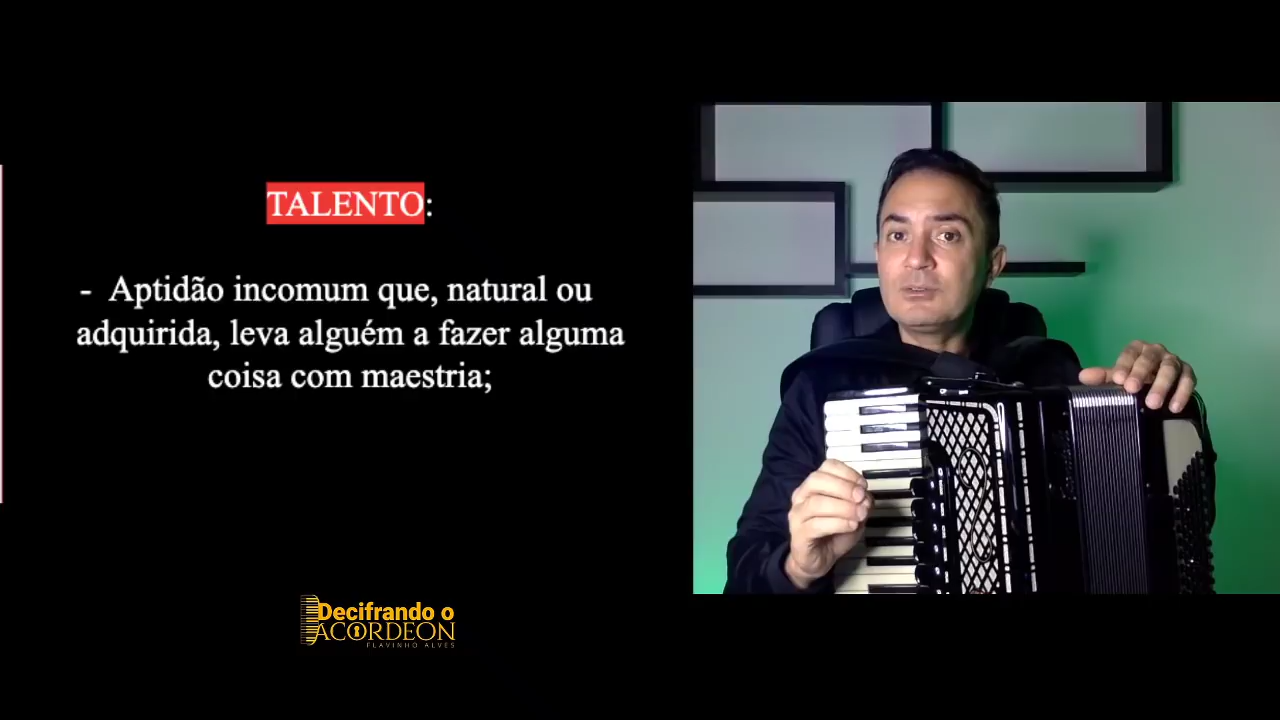 TALENTO:
- Aptidão incomum que, natural ou
adquirida, leva alguém a fazer alguma
coisa com maestria;
Decifrando o
ACORDEON
FLAVINHO ALVES